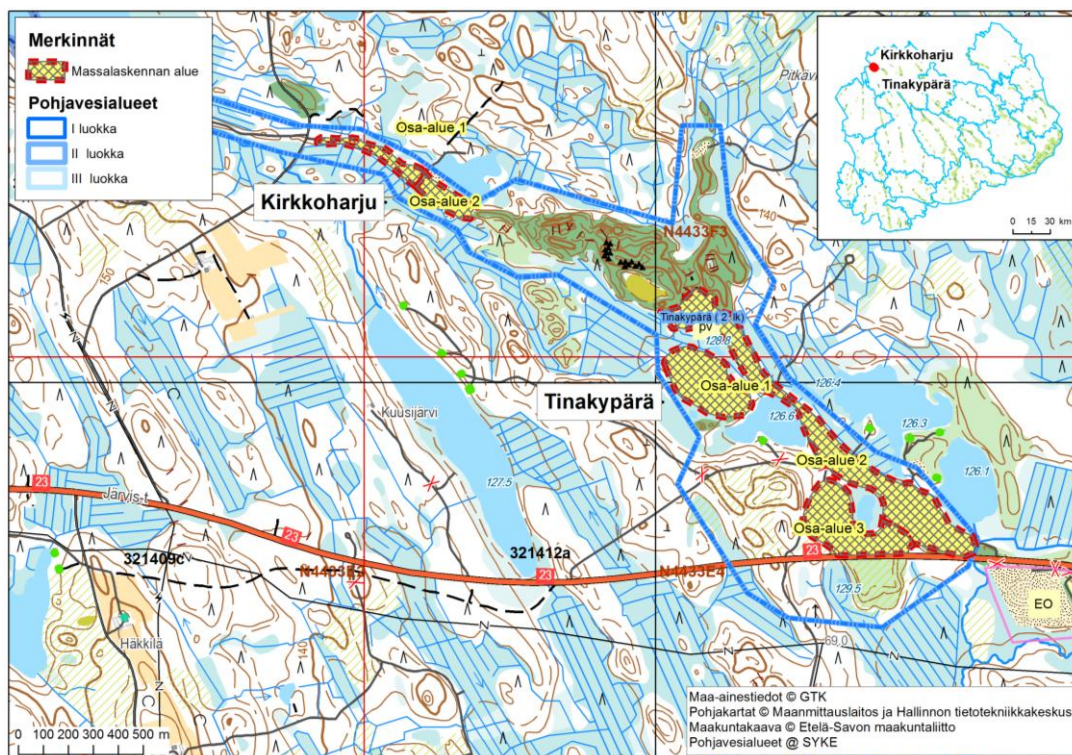 Merkinnät
Massalaskennan alue
Pohjavesialueet
I luokka
II luokka
III luokka
Kirkkoharju
Tinakypärä
0 15 30 km
Osa-alue 1
Osa-alue 2
Kirkkoharju
N4433F3
140
150
Tinakypärä ( 2 lk)
pv
128.8
Osa-alue 1
Tinakypärä
126.4
126.6
126.3
126.1
Kuusijärvi
127.5
Osa-alue 2
Osa-alue 3
23
Järvis-t
23
23
23
321409c
321412a
N4433E4
129.5
EO
Häkkilä
140
69,0
0 100 200 300 400 500 m
Maa-ainestiedot © GTK
Pohjakartat © Maanmittauslaitos ja Hallinnon tietotekniikkakeskus
Maakuntakaava © Etelä-Savon maakuntaliitto
Pohjavesialueet @ SYKE